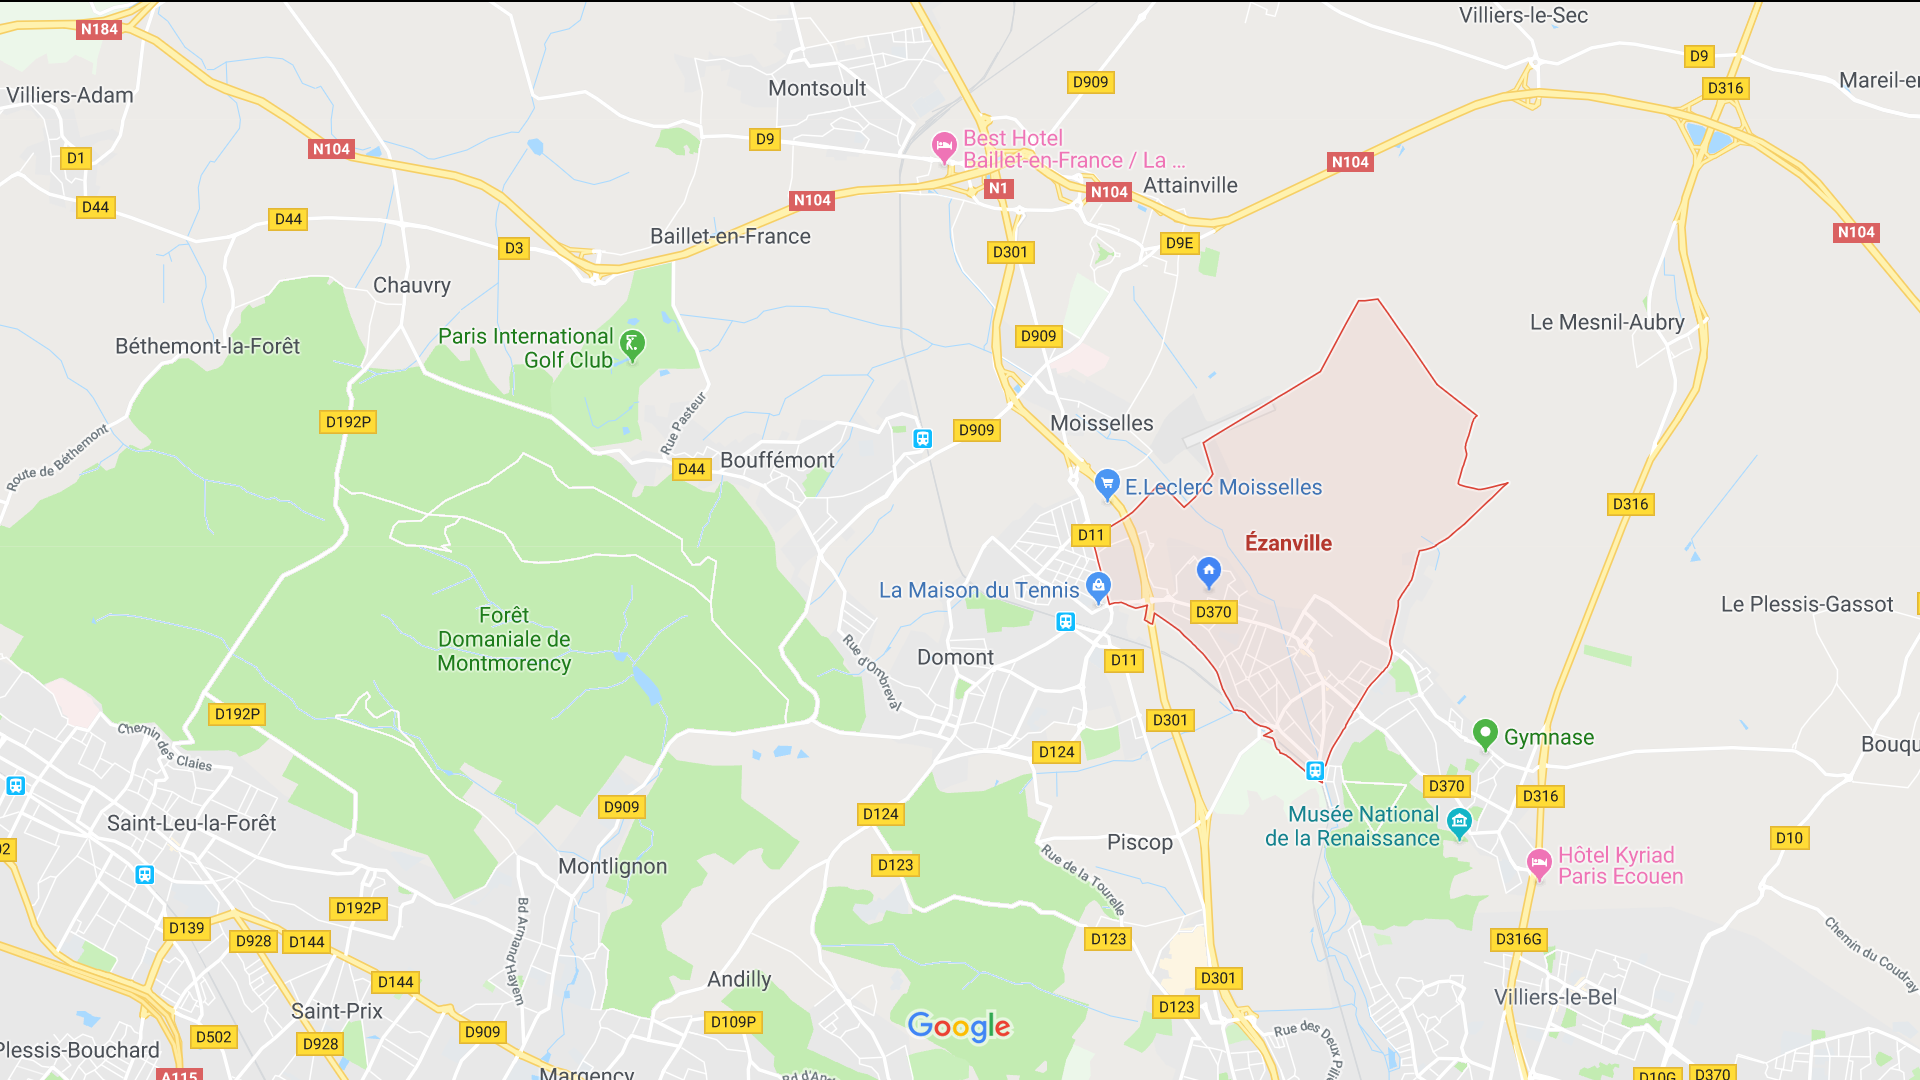 Villiers-le-Sec
N184
D9
D909
Mareil-e
Montsoult
D316
Villiers-Adam
D9
Best Hotel
Baillet-en-France / La ...
N104
D1
N104
N1
N104
Attainville
N104
D44
D44
N104
Baillet-en-France
D3
D301
D9E
Chauvry
Le Mesnil-Aubry
Paris International
Golf Club
D909
Béthemont-la-Forêt
D192P
Rue Pasteur
D909
Moisselles
Route de Béthemont
D44
Bouffémont
E.Leclerc Moisselles
D316
D11
Ézanville
La Maison du Tennis
D370
Le Plessis-Gassot
Forêt
Domaniale de
Montmorency
Rue d'Ombreval
Domont
D11
D192P
D301
Chemin des Claies
D124
Gymnase
Bouqu
D370
D316
D909
D124
Musée National
de la Renaissance
Saint-Leu-la-Forêt
Piscop
D10
02
D123
Montlignon
Rue de la Tourelle
Hôtel Kyriad
Paris Ecouen
D192P
Bd Armand Hayem
D139
D928
D144
D123
D316G
Chemin du Coudray
D144
Andilly
D301
Villiers-le-Bel
Saint-Prix
D123
D109P
Google
D502
D928
D909
Rue des Deux Pili
Plessis-Bouchard
A115
Margency
Bd d'An
D10G
D370